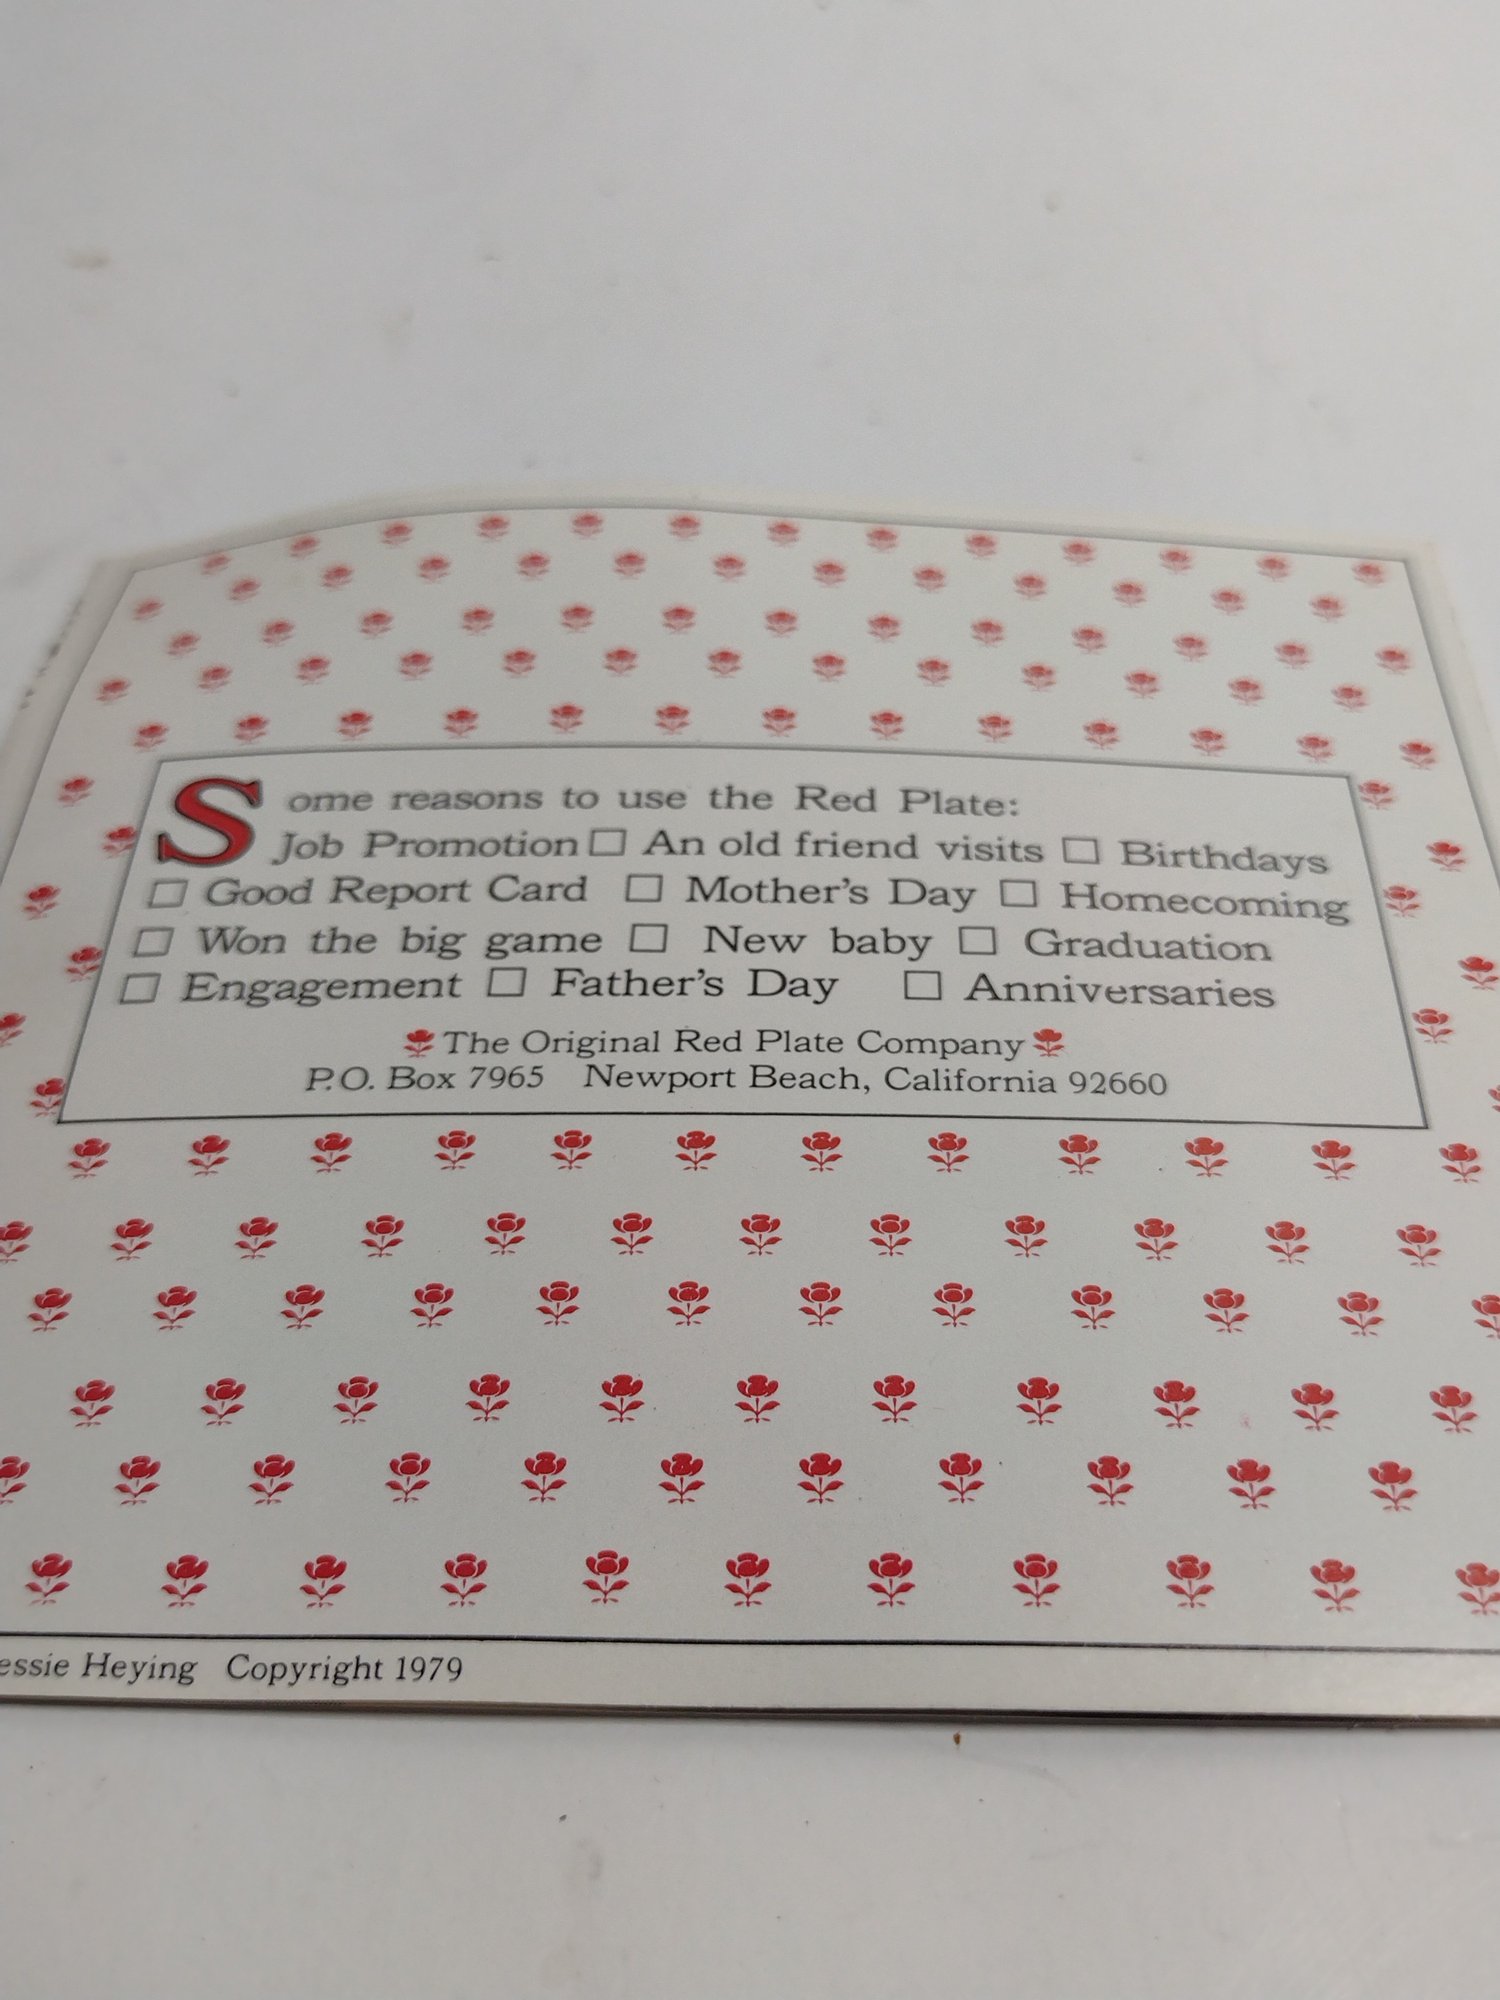 Some reasons to use the Red Plate:
Job Promotion □ An old friend visits □ Birthdays
□ Good Report Card □ Mother's Day □ Homecoming
□ Won the big game □ New baby □ Graduation
□ Engagement □ Father's Day □ Anniversaries
The Original Red Plate Company
P.O. Box 7965 Newport Beach, California 92660
essie Heying Copyright 1979